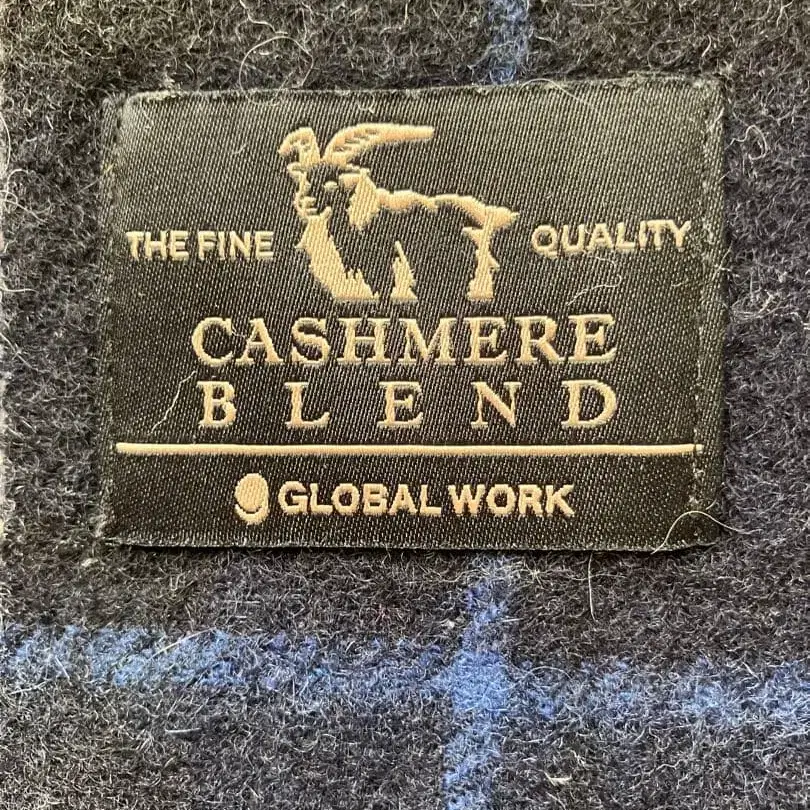 THE FINE QUALITY
CASHMERE
BLEND
GLOBAL WORK